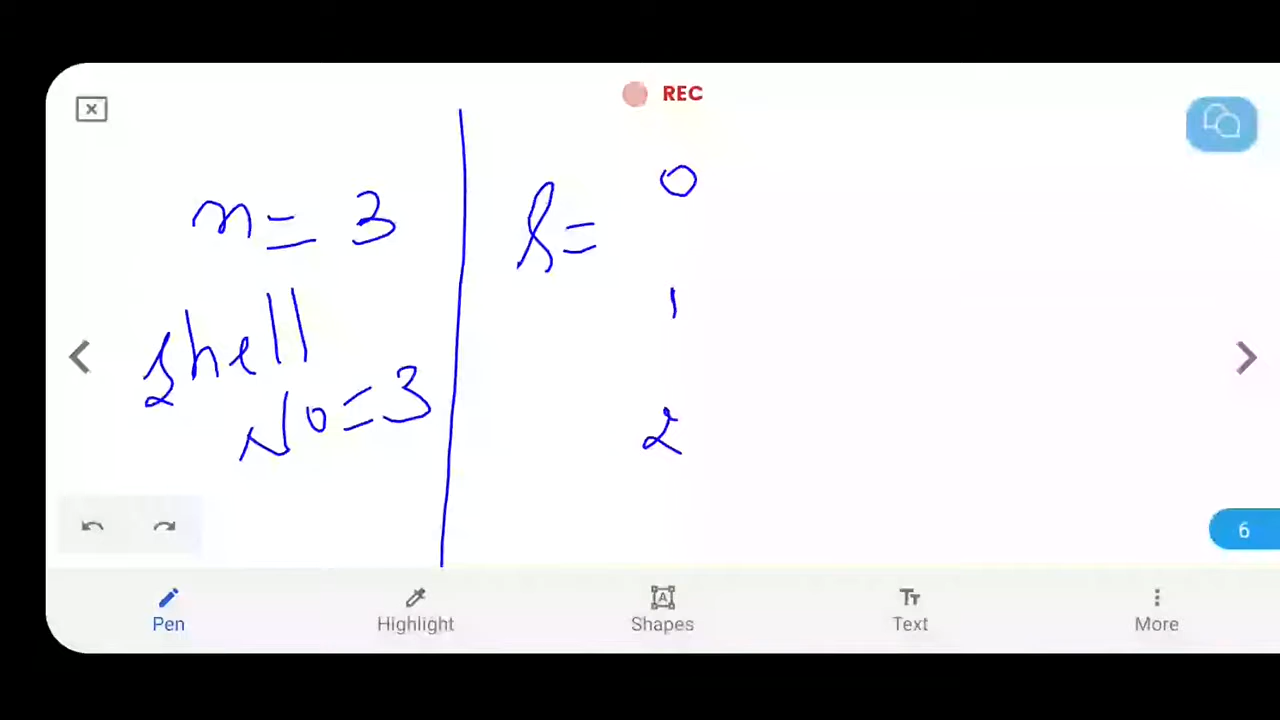 REC
n = 3
shell
No = 3
l =
0
1
2
6
Pen
Highlight
Shapes
Text
More